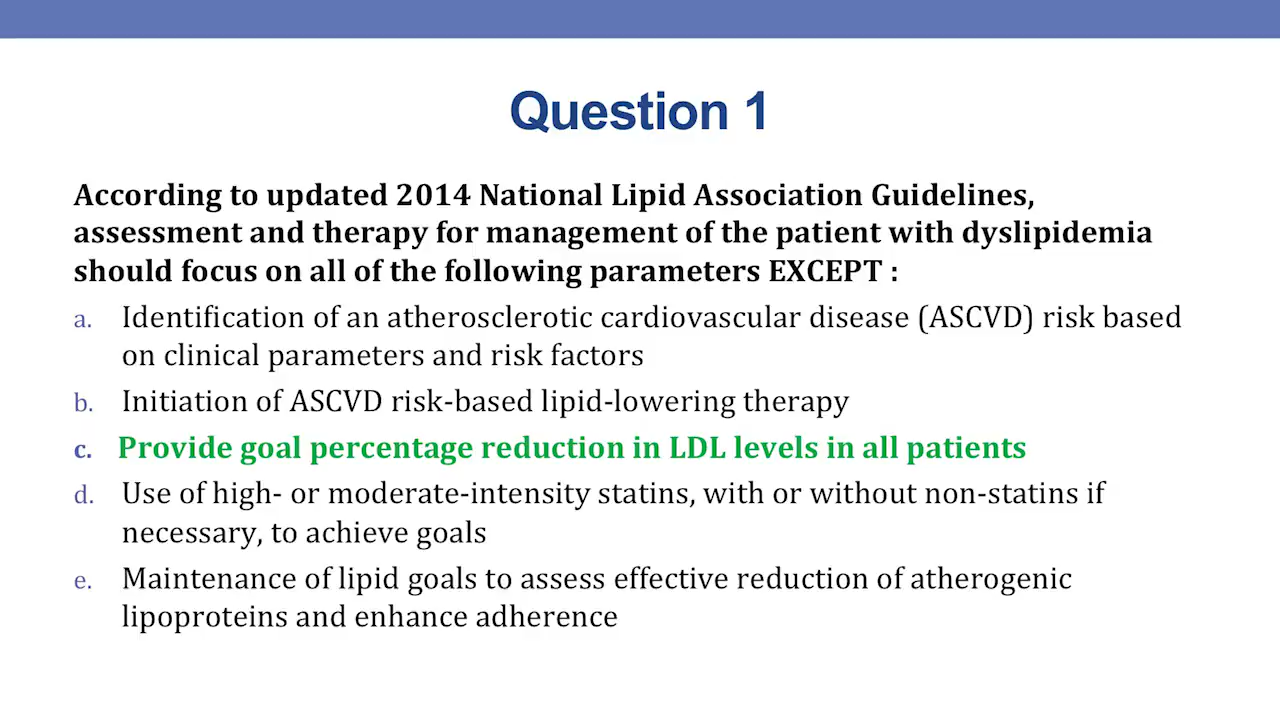 Question 1
According to updated 2014 National Lipid Association Guidelines,
assessment and therapy for management of the patient with dyslipidemia
should focus on all of the following parameters EXCEPT :
a. Identification of an atherosclerotic cardiovascular disease (ASCVD) risk based
on clinical parameters and risk factors
b. Initiation of ASCVD risk-based lipid-lowering therapy
c. Provide goal percentage reduction in LDL levels in all patients
d. Use of high- or moderate-intensity statins, with or without non-statins if
necessary, to achieve goals
e. Maintenance of lipid goals to assess effective reduction of atherogenic
lipoproteins and enhance adherence